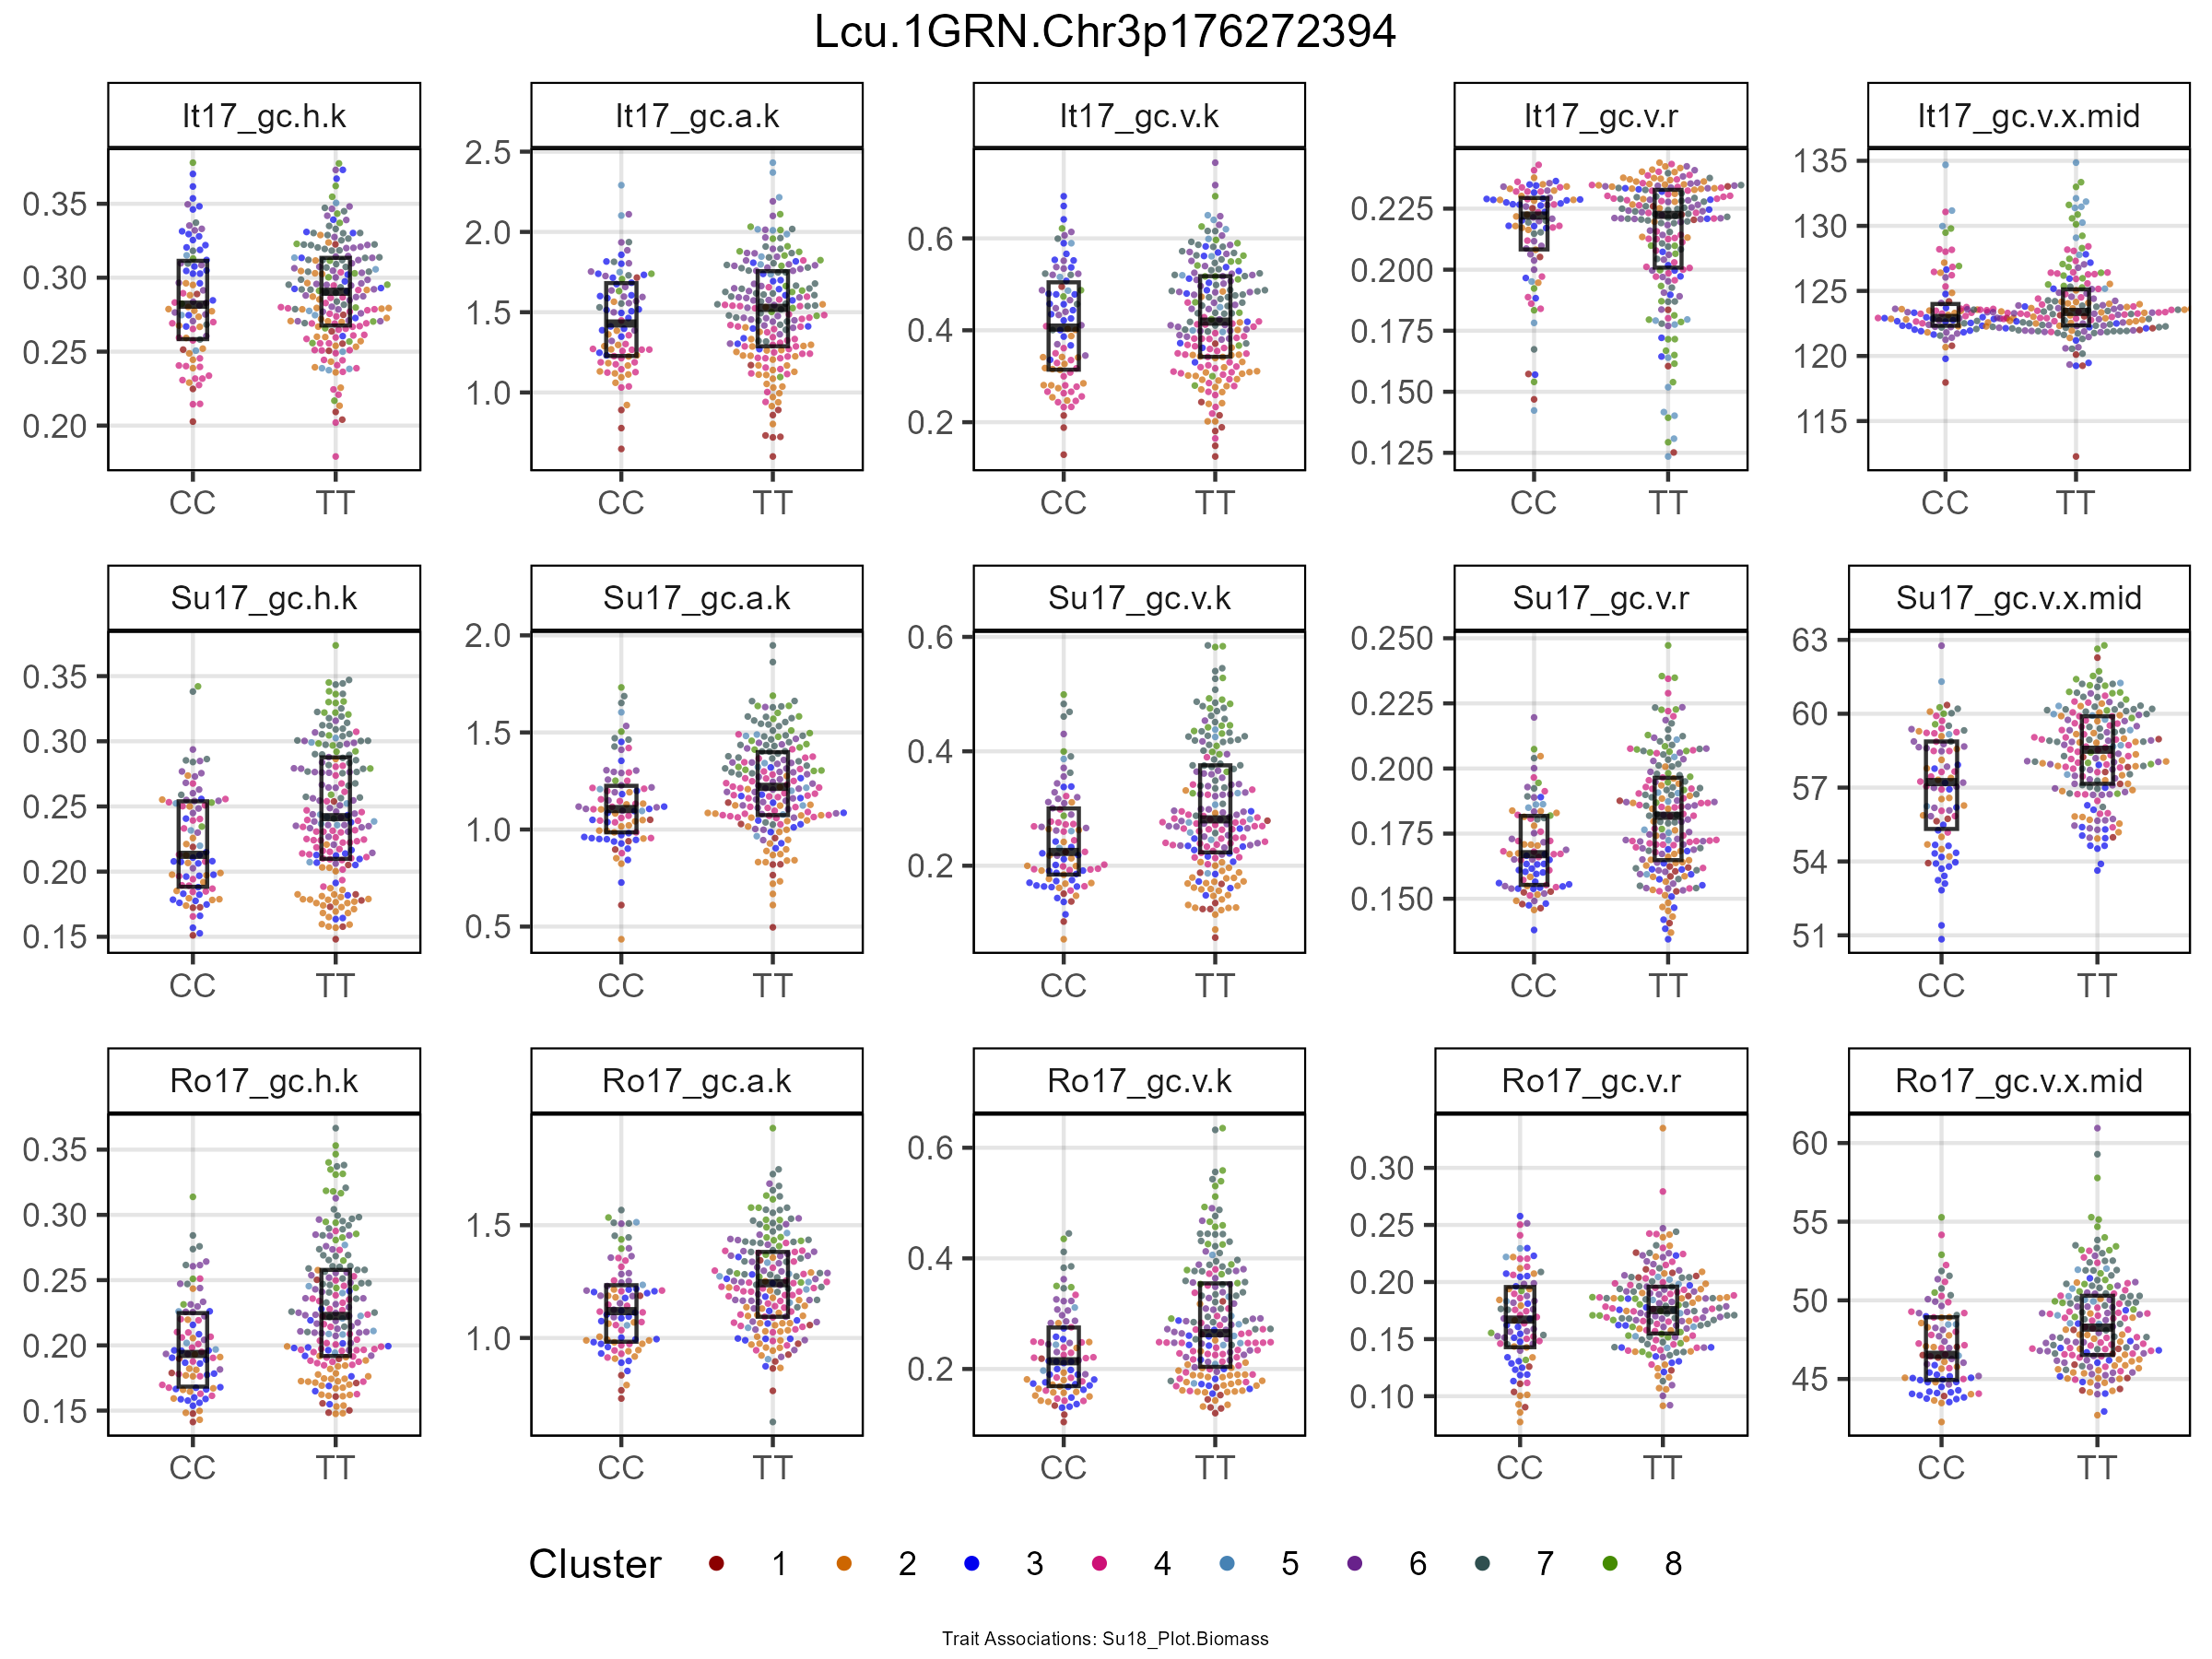 Lcu.1GRN.Chr3p176272394
It17_gc.h.k It17_gc.a.k It17_gc.v.k It17_gc.v.r It17_gc.v.x.mid
0.35 0.30 0.25 0.20
2.5 2.0 1.5 1.0
0.6 0.4 0.2
0.225 0.200 0.175 0.150 0.125
135 130 125 120 115
CC TT CC TT CC TT CC TT CC TT
Su17_gc.h.k Su17_gc.a.k Su17_gc.v.k Su17_gc.v.r Su17_gc.v.x.mid
0.35 0.30 0.25 0.20 0.15
2.0 1.5 1.0 0.5
0.6 0.4 0.2
0.250 0.225 0.200 0.175 0.150
63 60 57 54 51
CC TT CC TT CC TT CC TT CC TT
Ro17_gc.h.k Ro17_gc.a.k Ro17_gc.v.k Ro17_gc.v.r Ro17_gc.v.x.mid
0.35 0.30 0.25 0.20 0.15
1.5 1.0
0.6 0.4 0.2
0.30 0.25 0.20 0.15 0.10
60 55 50 45
CC TT CC TT CC TT CC TT CC TT
Cluster 1 2 3 4 5 6 7 8
Trait Associations: Su18_Plot.Biomass